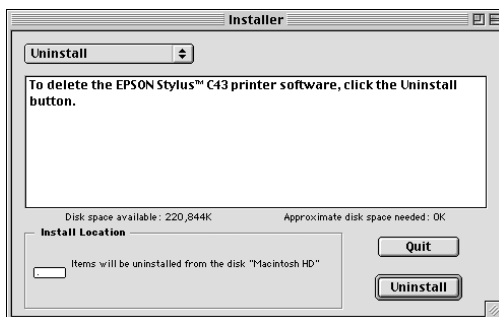 Installer
Uninstall
To delete the EPSON Stylus™ C43 printer software, click the Uninstall
button.
Disk space available: 220,844K Approximate disk space needed: 0K
Install Location
Items will be uninstalled from the disk "Macintosh HD"
Quit
Uninstall